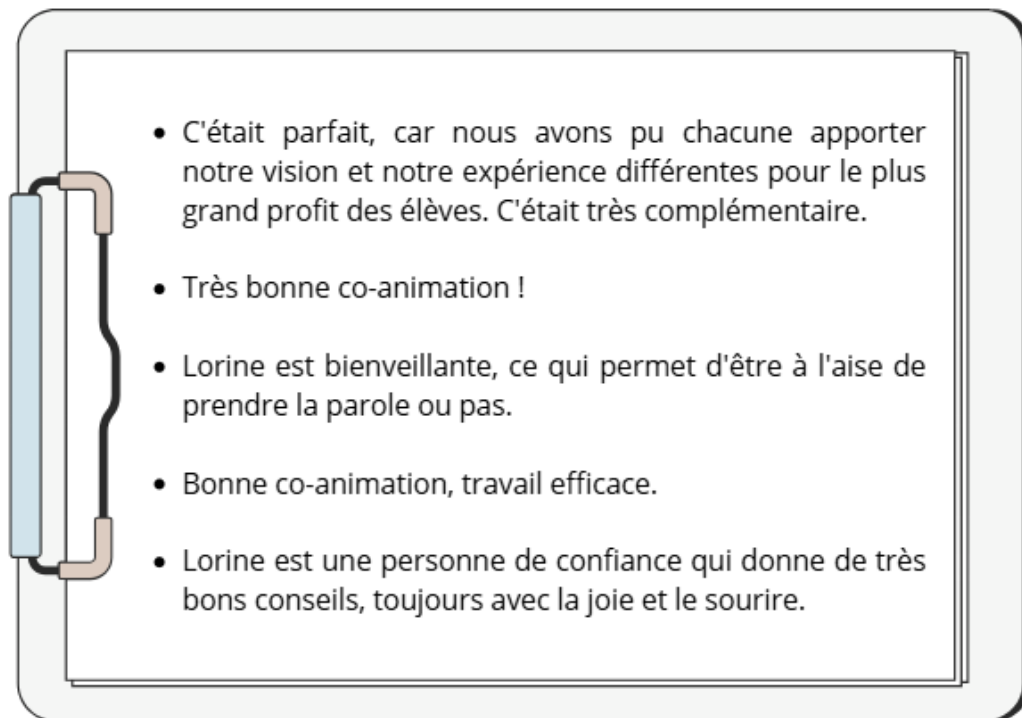 • C'était parfait, car nous avons pu chacune apporter
notre vision et notre expérience différentes pour le plus
grand profit des élèves. C'était très complémentaire.
• Très bonne co-animation !
• Lorine est bienveillante, ce qui permet d'être à l'aise de
prendre la parole ou pas.
• Bonne co-animation, travail efficace.
• Lorine est une personne de confiance qui donne de très
bons conseils, toujours avec la joie et le sourire.